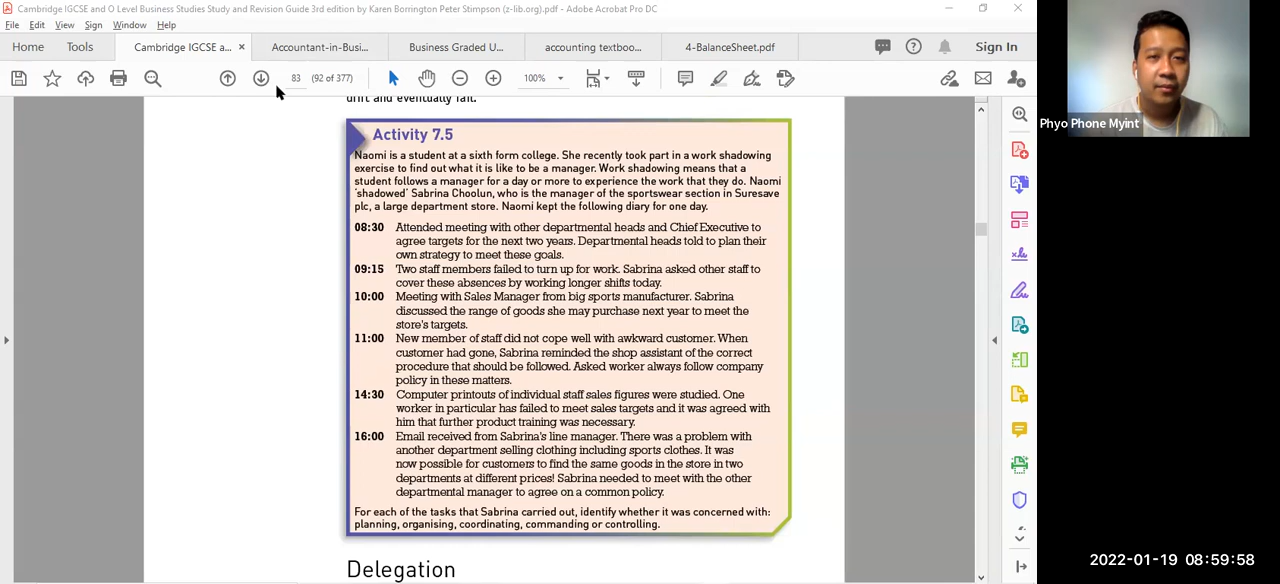 Cambridge IGCSE and O Level Business Studies Study and Revision Guide 3rd edition by Karen Borrington Peter Stimpson (z-lib.org).pdf - Adobe Acrobat Pro DC
File Edit View Sign Window Help
Home Tools Cambridge IGCSE a... × Accountant-in-Busi... Business Graded U... accounting textboo... 4-BalanceSheet.pdf Sign In
83 (92 of 377) 100%
drift and eventually fail.
Activity 7.5
Naomi is a student at a sixth form college. She recently took part in a work shadowing
exercise to find out what it is like to be a manager. Work shadowing means that a
student follows a manager for a day or more to experience the work that they do. Naomi
'shadowed' Sabrina Choolun, who is the manager of the sportswear section in Suresave
plc, a large department store. Naomi kept the following diary for one day.
08:30 Attended meeting with other departmental heads and Chief Executive to
agree targets for the next two years. Departmental heads told to plan their
own strategy to meet these goals.
09:15 Two staff members failed to turn up for work. Sabrina asked other staff to
cover these absences by working longer shifts today.
10:00 Meeting with Sales Manager from big sports manufacturer. Sabrina
discussed the range of goods she may purchase next year to meet the
store's targets.
11:00 New member of staff did not cope well with awkward customer. When
customer had gone, Sabrina reminded the shop assistant of the correct
procedure that should be followed. Asked worker always follow company
policy in these matters.
14:30 Computer printouts of individual staff sales figures were studied. One
worker in particular has failed to meet sales targets and it was agreed with
him that further product training was necessary.
16:00 Email received from Sabrina's line manager. There was a problem with
another department selling clothing including sports clothes. It was
now possible for customers to find the same goods in the store in two
departments at different prices! Sabrina needed to meet with the other
departmental manager to agree on a common policy.
For each of the tasks that Sabrina carried out, identify whether it was concerned with:
planning, organising, coordinating, commanding or controlling.
Delegation
Phyo Phone Myint
2022-01-19 08:59:58